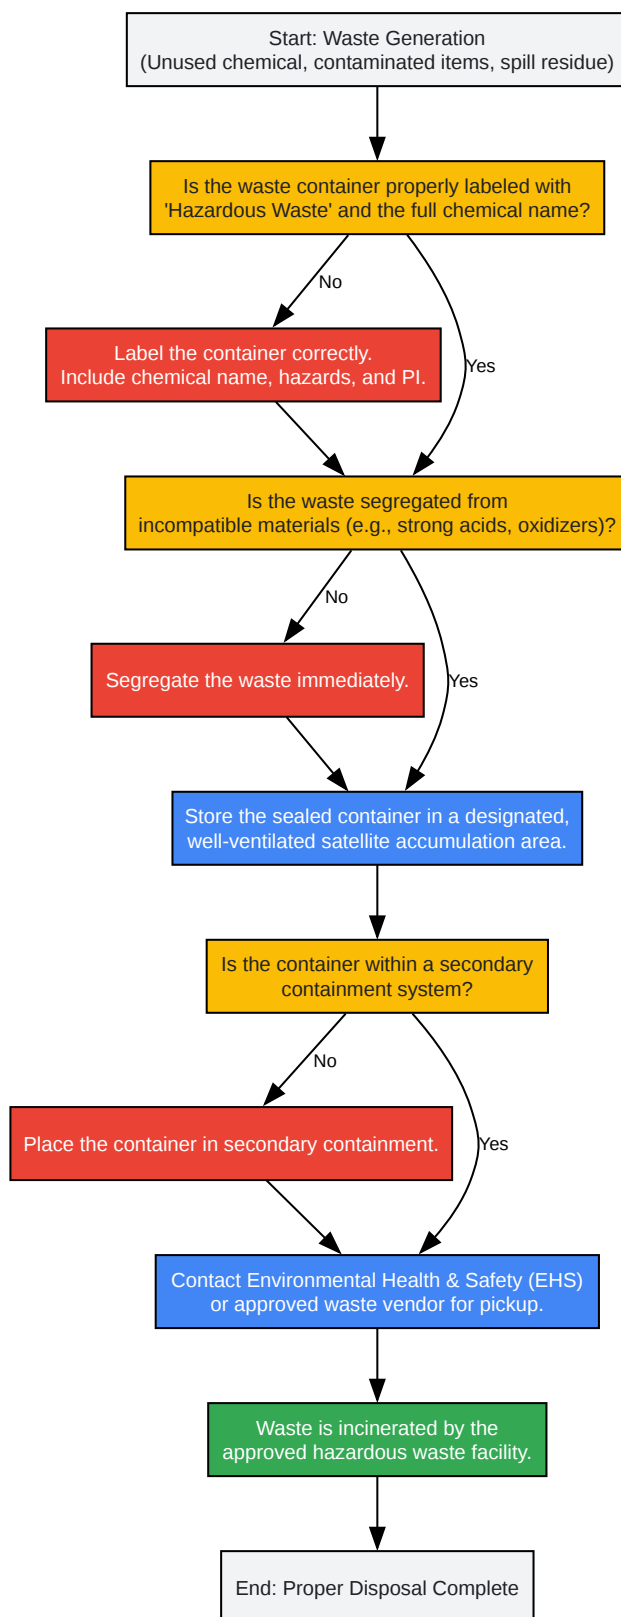 Start: Waste Generation
(Unused chemical, contaminated items, spill residue)
Is the waste container properly labeled with
'Hazardous Waste' and the full chemical name?
No
Yes
Label the container correctly.
Include chemical name, hazards, and PI.
Is the waste segregated from
incompatible materials (e.g., strong acids, oxidizers)?
No
Yes
Segregate the waste immediately.
Store the sealed container in a designated,
well-ventilated satellite accumulation area.
Is the container within a secondary
containment system?
No
Yes
Place the container in secondary containment.
Contact Environmental Health & Safety (EHS)
or approved waste vendor for pickup.
Waste is incinerated by the
approved hazardous waste facility.
End: Proper Disposal Complete